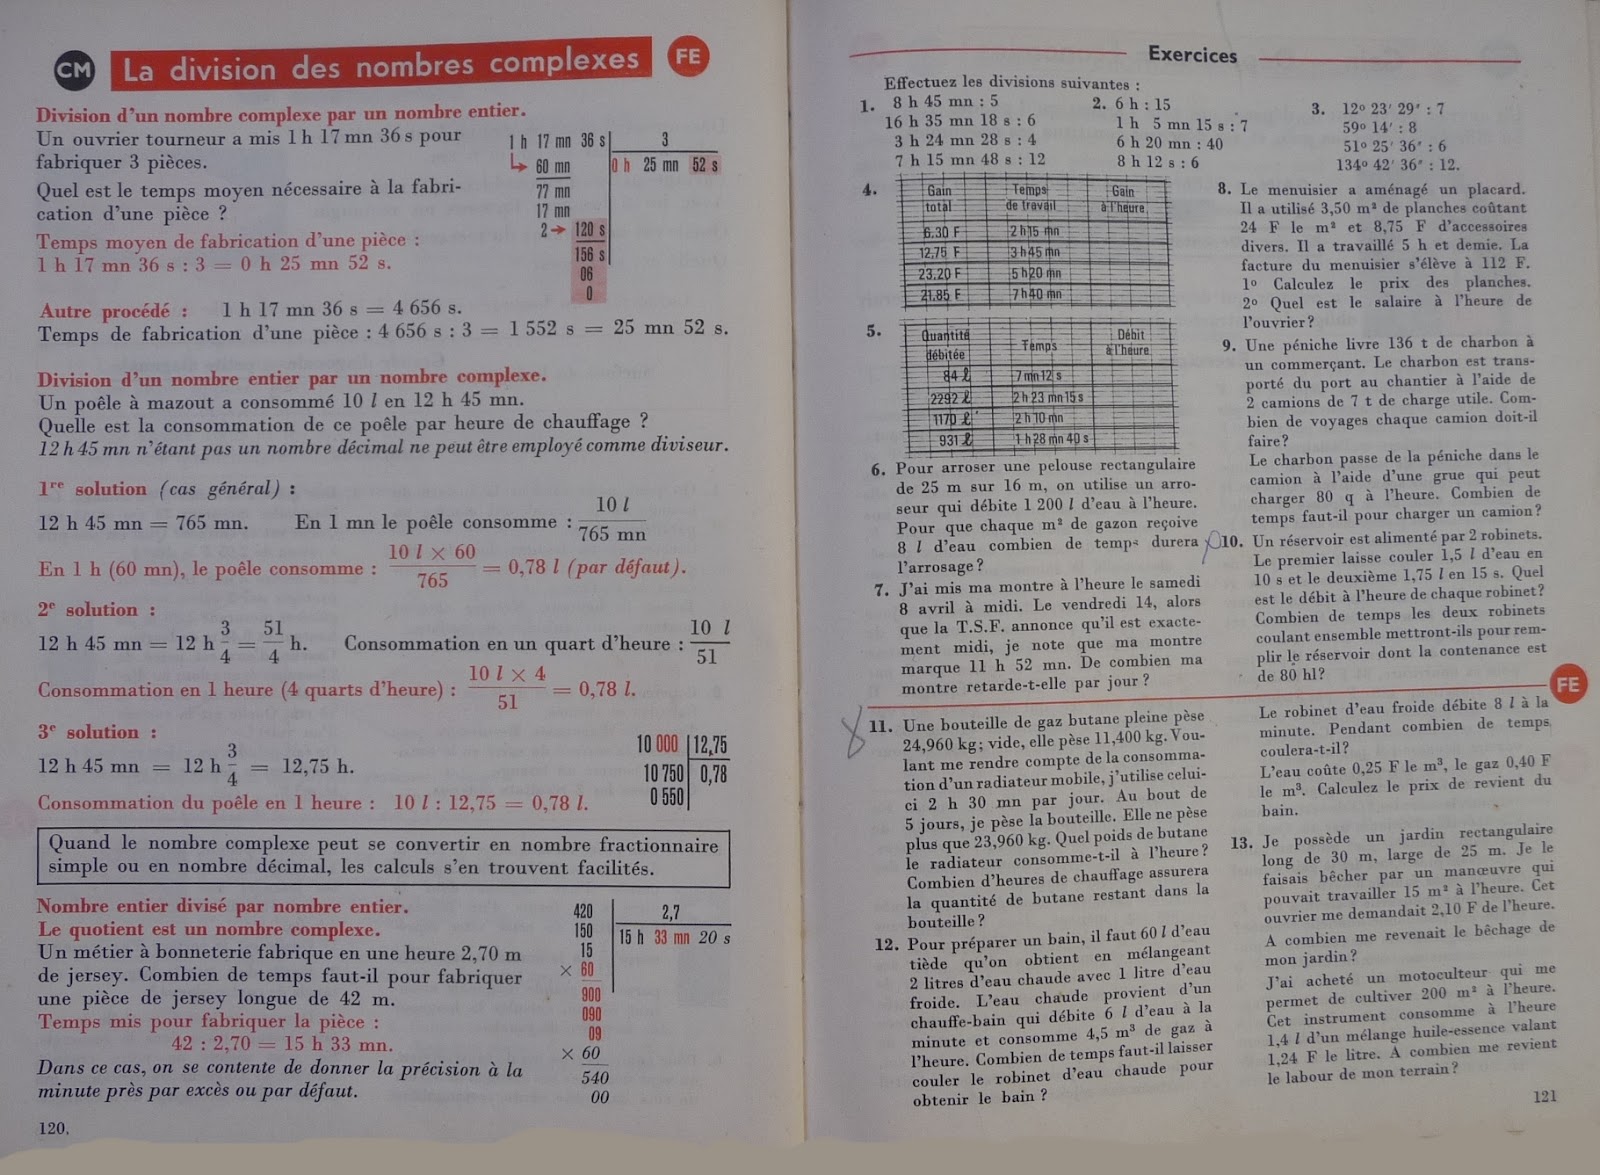 CM La division des nombres complexes FE
Division d'un nombre complexe par un nombre entier.
Un ouvrier tourneur a mis 1 h 17 mn 36 s pour
fabriquer 3 pièces.
Quel est le temps moyen nécessaire à la fabri-
cation d'une pièce ?
Temps moyen de fabrication d'une pièce :
1 h 17 mn 36 s : 3 = 0 h 25 mn 52 s.
1 h 17 mn 36 s 3
60 mn 0 h 25 mn 52 s
77 mn
17 mn
2 → 120 s
156 s
06
0
Autre procédé : 1 h 17 mn 36 s = 4 656 s.
Temps de fabrication d'une pièce : 4 656 s : 3 = 1 552 s = 25 mn 52 s.
Division d'un nombre entier par un nombre complexe.
Un poêle à mazout a consommé 10 l en 12 h 45 mn.
Quelle est la consommation de ce poêle par heure de chauffage ?
12 h 45 mn n'étant pas un nombre décimal ne peut être employé comme diviseur.
1re solution (cas général) :
12 h 45 mn = 765 mn. En 1 mn le poêle consomme : 10 l / 765 mn
En 1 h (60 mn), le poêle consomme : 10 l × 60 / 765 = 0,78 l (par défaut).
2e solution :
12 h 45 mn = 12 h 3/4 = 51/4 h. Consommation en un quart d'heure : 10 l / 51
Consommation en 1 heure (4 quarts d'heure) : 10 l × 4 / 51 = 0,78 l.
3e solution :
12 h 45 mn = 12 h 3/4 = 12,75 h.
Consommation du poêle en 1 heure : 10 l : 12,75 = 0,78 l.
10 000 12,75
10 750 0,78
0 550
Quand le nombre complexe peut se convertir en nombre fractionnaire
simple ou en nombre décimal, les calculs s'en trouvent facilités.
Nombre entier divisé par nombre entier.
Le quotient est un nombre complexe.
Un métier à bonneterie fabrique en une heure 2,70 m
de jersey. Combien de temps faut-il pour fabriquer
une pièce de jersey longue de 42 m.
Temps mis pour fabriquer la pièce :
42 : 2,70 = 15 h 33 mn.
Dans ce cas, on se contente de donner la précision à la
minute près par excès ou par défaut.
420 2,7
150 15 h 33 mn 20 s
15
× 60
900
090
09
× 60
540
00
120.
Exercices
Effectuez les divisions suivantes :
1. 8 h 45 mn : 5
16 h 35 mn 18 s : 6
3 h 24 mn 28 s : 4
7 h 15 mn 48 s : 12
2. 6 h : 15
1 h 5 mn 15 s : 7
6 h 20 mn : 40
8 h 12 s : 6
3. 12º 23′ 29″ : 7
59º 14′ : 8
51º 25′ 36″ : 6
134º 42′ 36″ : 12.
4. Gain total Temps de travail Gain à l'heure
6.30 F 2 h 15 mn
12.75 F 3 h 45 mn
23.20 F 5 h 20 mn
21.85 F 7 h 40 mn
5. Quantité débitée Temps Débit à l'heure
84 l 7 mn 12 s
2292 l 2 h 23 mn 15 s
1170 l 2 h 10 mn
931 l 1 h 28 mn 40 s
6. Pour arroser une pelouse rectangulaire
de 25 m sur 16 m, on utilise un arro-
seur qui débite 1 200 l d'eau à l'heure.
Pour que chaque m² de gazon reçoive
8 l d'eau combien de temps durera
l'arrosage ?
7. J'ai mis ma montre à l'heure le samedi
8 avril à midi. Le vendredi 14, alors
que la T.S.F. annonce qu'il est exacte-
ment midi, je note que ma montre
marque 11 h 52 mn. De combien ma
montre retarde-t-elle par jour ?
8. Le menuisier a aménagé un placard.
Il a utilisé 3,50 m² de planches coûtant
24 F le m² et 8,75 F d'accessoires
divers. Il a travaillé 5 h et demie. La
facture du menuisier s'élève à 112 F.
1º Calculez le prix des planches.
2º Quel est le salaire à l'heure de
l'ouvrier ?
9. Une péniche livre 136 t de charbon à
un commerçant. Le charbon est trans-
porté du port au chantier à l'aide de
2 camions de 7 t de charge utile. Com-
bien de voyages chaque camion doit-il
faire ?
Le charbon passe de la péniche dans le
camion à l'aide d'une grue qui peut
charger 80 q à l'heure. Combien de
temps faut-il pour charger un camion ?
10. Un réservoir est alimenté par 2 robinets.
Le premier laisse couler 1,5 l d'eau en
10 s et le deuxième 1,75 l en 15 s. Quel
est le débit à l'heure de chaque robinet ?
Combien de temps les deux robinets
coulant ensemble mettront-ils pour rem-
plir le réservoir dont la contenance est
de 80 hl ?
FE
11. Une bouteille de gaz butane pleine pèse
24,960 kg ; vide, elle pèse 11,400 kg. Vou-
lant me rendre compte de la consomma-
tion d'un radiateur mobile, j'utilise celui-
ci 2 h 30 mn par jour. Au bout de
5 jours, je pèse la bouteille. Elle ne pèse
plus que 23,960 kg. Quel poids de butane
le radiateur consomme-t-il à l'heure ?
Combien d'heures de chauffage assurera
la quantité de butane restant dans la
bouteille ?
12. Pour préparer un bain, il faut 60 l d'eau
tiède qu'on obtient en mélangeant
2 litres d'eau chaude avec 1 litre d'eau
froide. L'eau chaude provient d'un
chauffe-bain qui débite 6 l d'eau à la
minute et consomme 4,5 m³ de gaz à
l'heure. Combien de temps faut-il laisser
couler le robinet d'eau chaude pour
obtenir le bain ?
Le robinet d'eau froide débite 8 l à la
minute. Pendant combien de temps
coulera-t-il ?
L'eau coûte 0,25 F le m³, le gaz 0,40 F
le m³. Calculez le prix de revient du
bain.
13. Je possède un jardin rectangulaire
long de 30 m, large de 25 m. Je le
faisais bêcher par un manœuvre qui
pouvait travailler 15 m² à l'heure. Cet
ouvrier me demandait 2,10 F de l'heure.
A combien me revenait le bêchage de
mon jardin ?
J'ai acheté un motoculteur qui me
permet de cultiver 200 m² à l'heure.
Cet instrument consomme à l'heure
1,4 l d'un mélange huile-essence valant
1,24 F le litre. A combien me revient
le labour de mon terrain ?
121